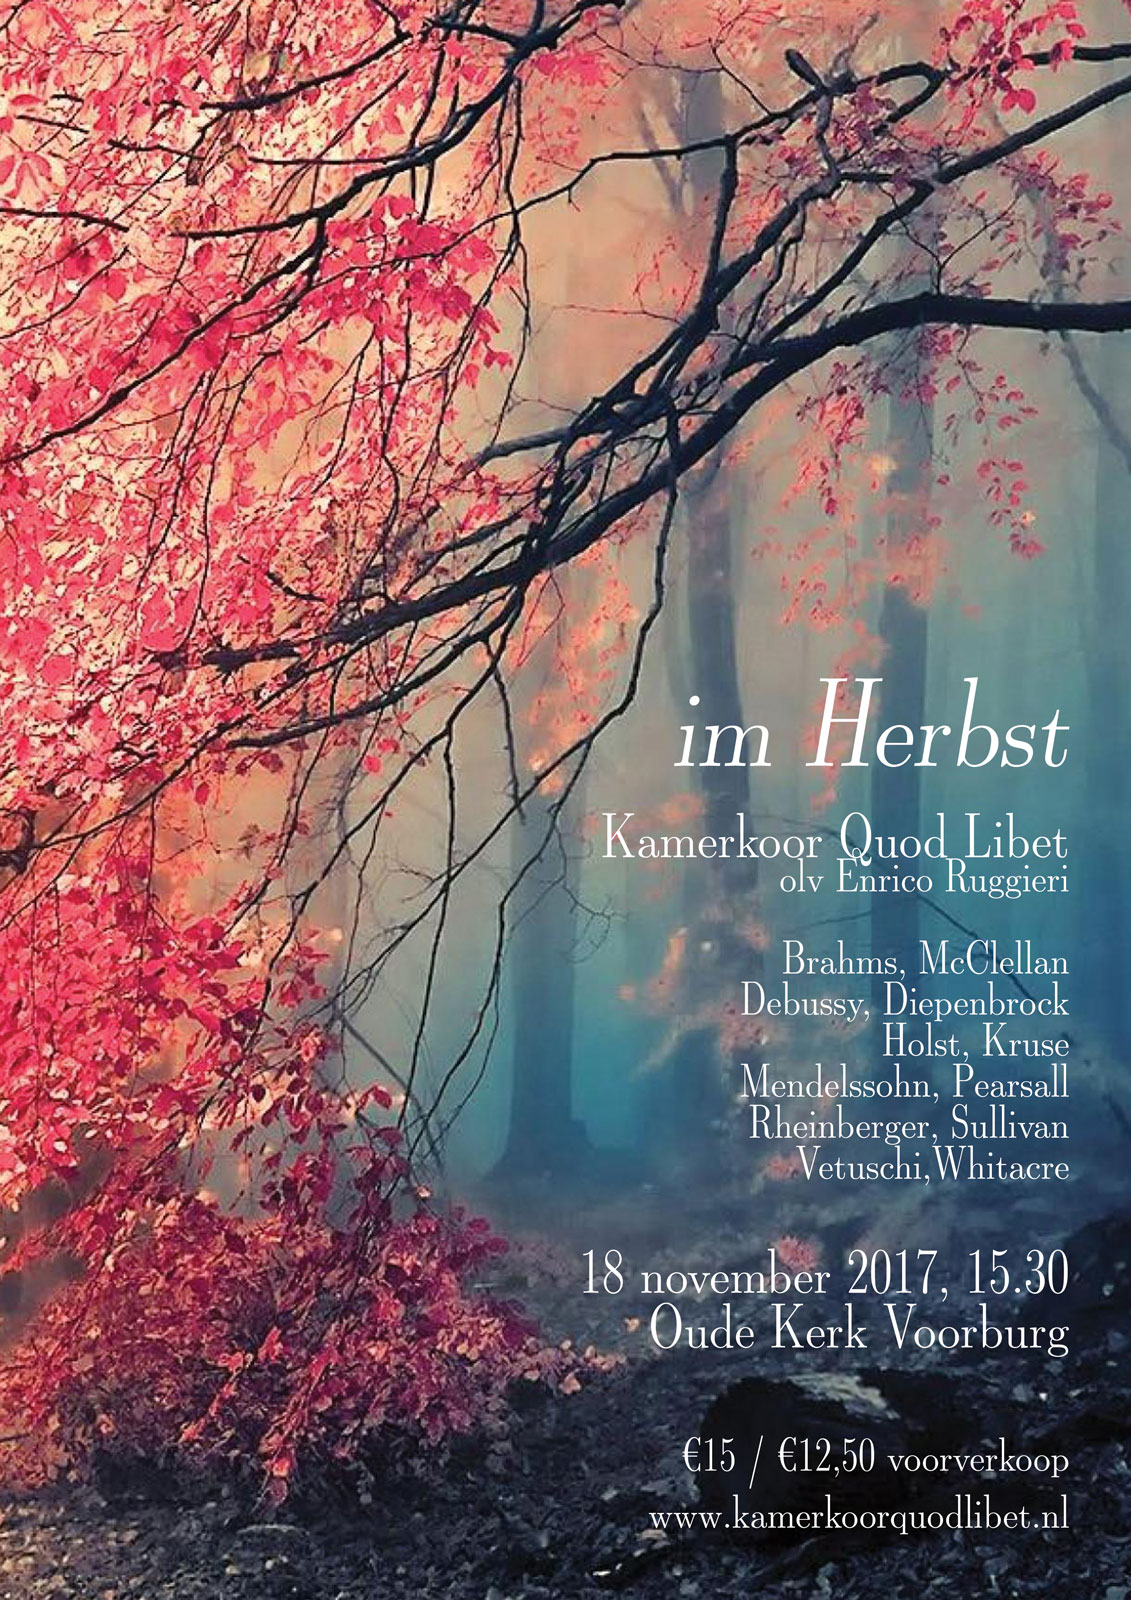 im Herbst
Kamerkoor Quod Libet
olv Enrico Ruggieri
Brahms, McClellan
Debussy, Diepenbrock
Holst, Kruse
Mendelssohn, Pearsall
Rheinberger, Sullivan
Vetuschi,Whitacre
18 november 2017, 15.30
Oude Kerk Voorburg
€15 / €12,50 voorverkoop
www.kamerkoorquodlibet.nl